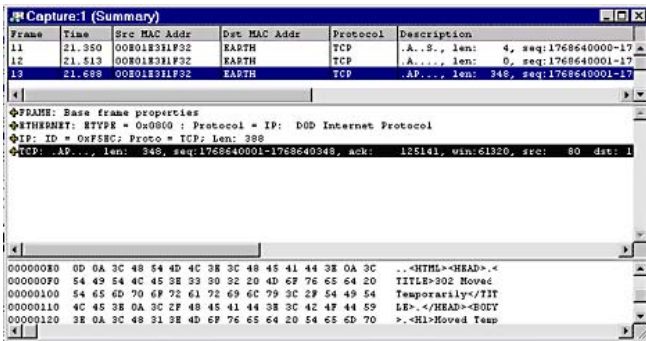 Capture:1 (Summary)
Frame Time Src MAC Addr Dst MAC Addr Protocol Description
11 21.350 00E01E3E1F32 EARTH TCP .A..S., len: 4, seq:1768640000-17
12 21.513 00E01E3E1F32 EARTH TCP .A...., len: 0, seq:1768640001-17
13 21.688 00E01E3E1F32 EARTH TCP .AP..., len: 348, seq:1768640001-17
FRAME: Base frame properties
ETHERNET: ETYPE = 0x0800 : Protocol = IP: DOD Internet Protocol
IP: ID = 0xF5EC; Proto = TCP; Len: 388
TCP: .AP..., len: 348, seq:1768640001-1768640348, ack: 125141, win:61320, src: 80 dst: 1
000000E0 0D 0A 3C 48 54 4D 4C 3E 3C 48 45 41 44 3E 0A 3C ..<HTML><HEAD>.<
000000F0 54 49 54 4C 45 3E 33 30 32 20 4D 6F 76 65 64 20 TITLE>302 Moved
00000100 54 65 6D 70 6F 72 61 72 69 6C 79 3C 2F 54 49 54 Temporarily</TIT
00000110 4C 45 3E 0A 3C 2F 48 45 41 44 3E 3C 42 4F 44 59 LE>.</HEAD><BODY
00000120 3E 0A 3C 48 31 3E 4D 6F 76 65 64 20 54 65 6D 70 >.<H1>Moved Temp